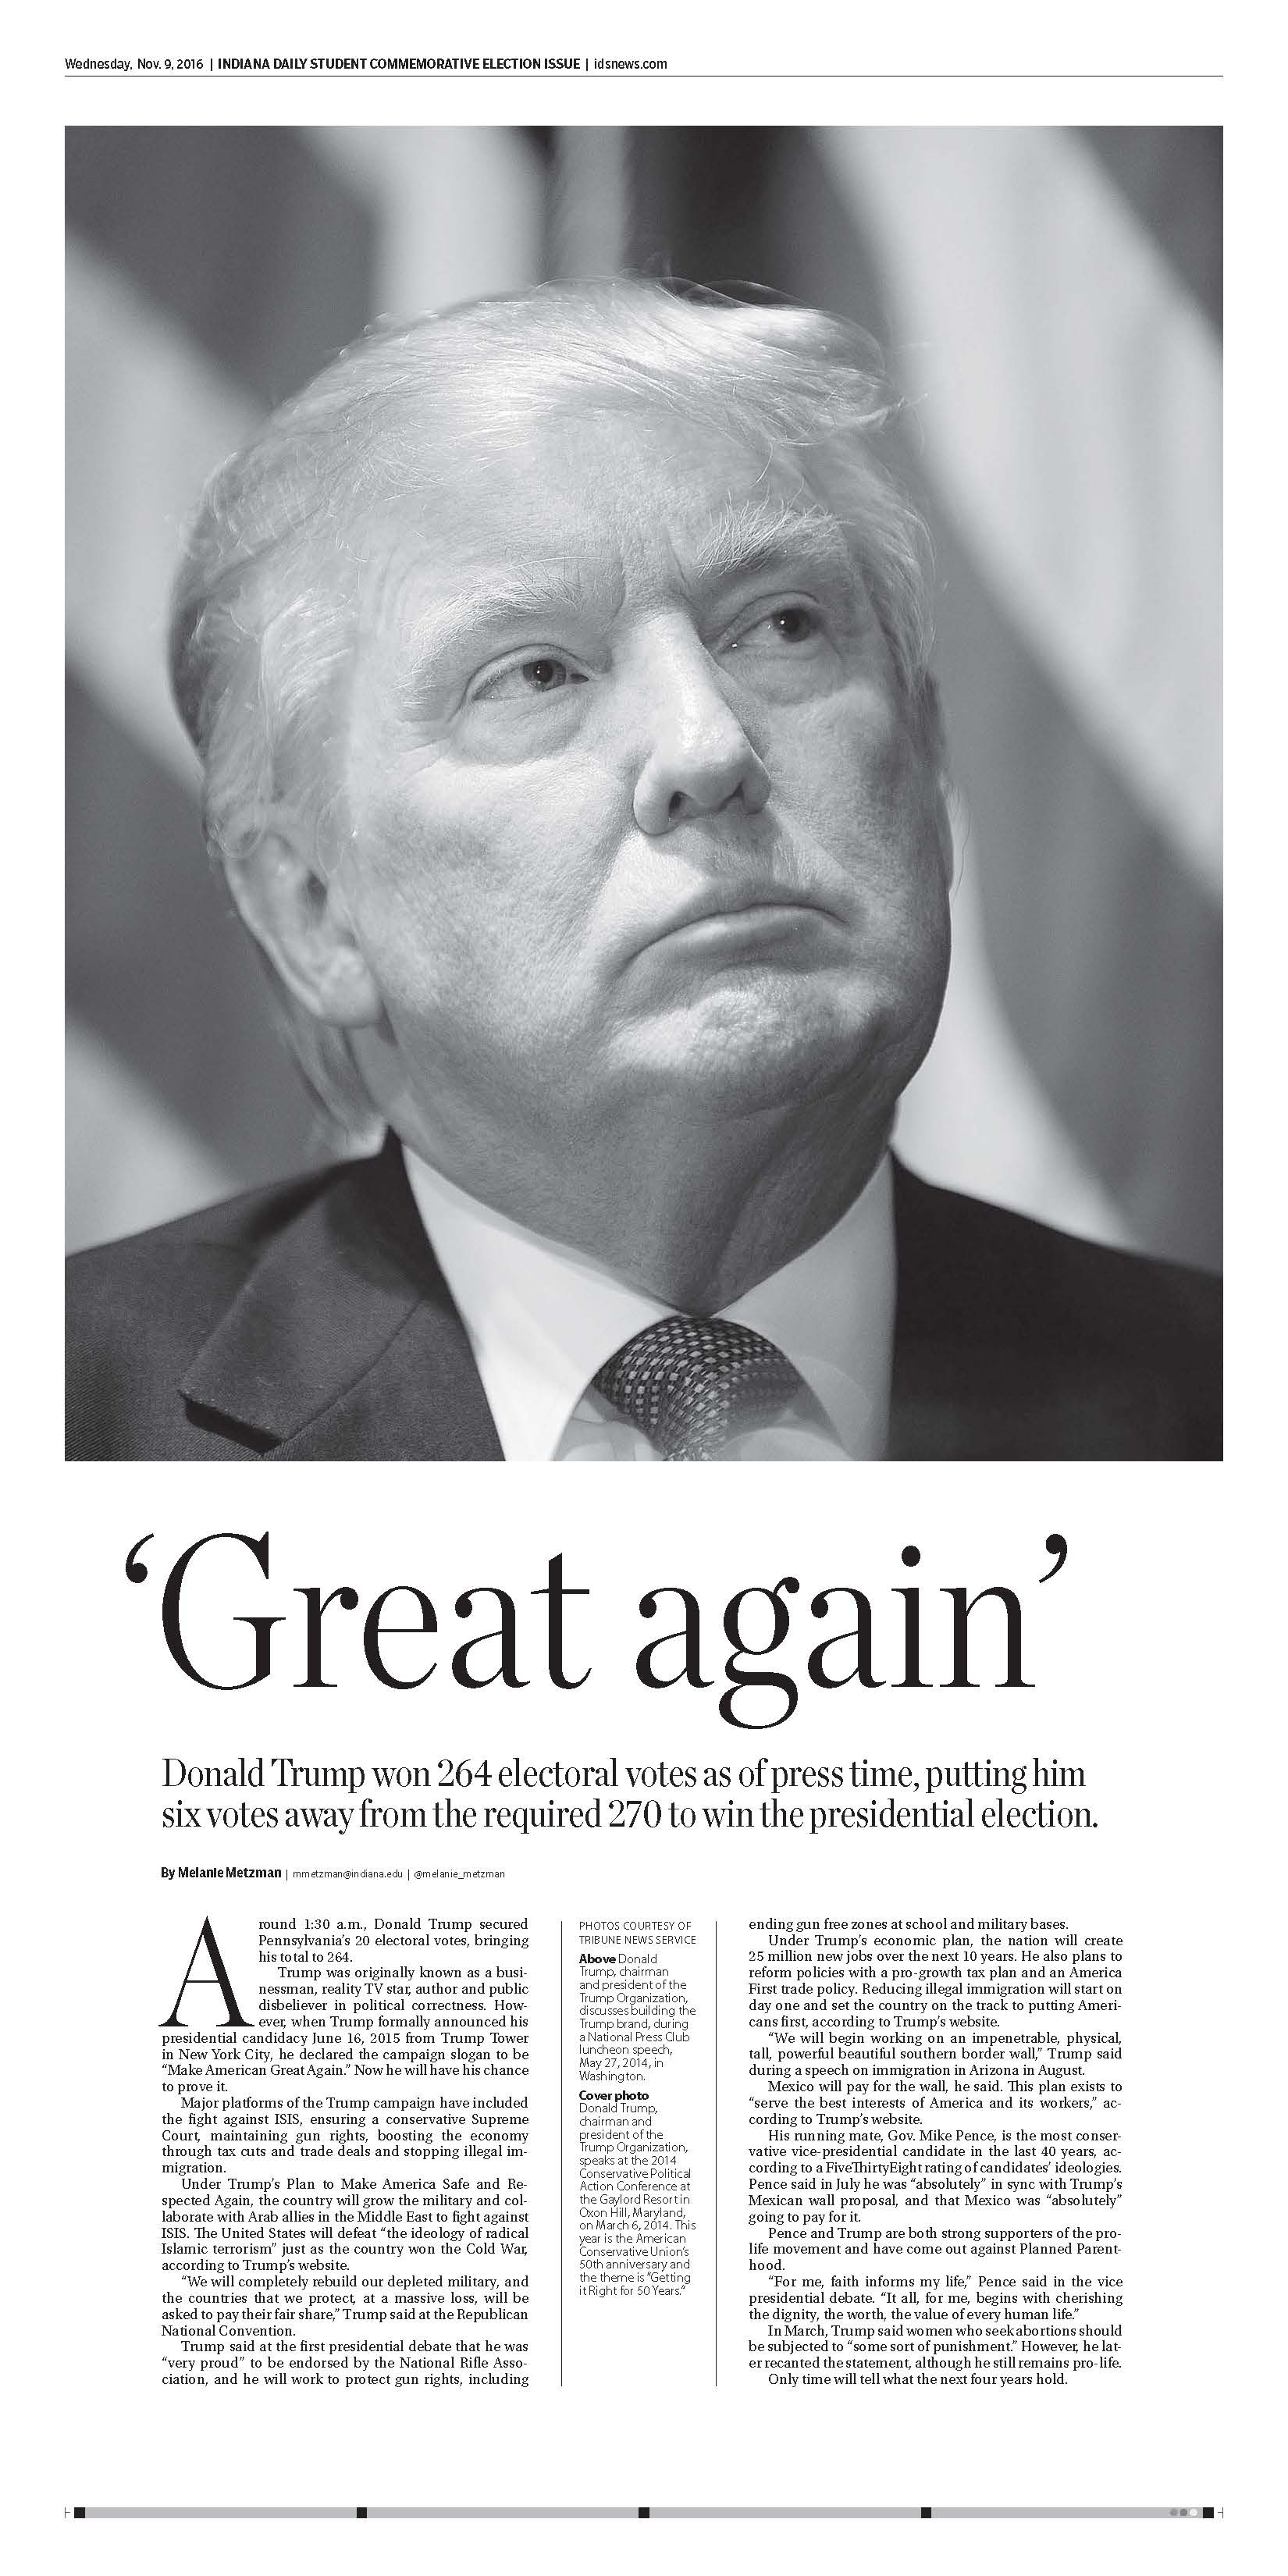 Wednesday, Nov. 9, 2016 | INDIANA DAILY STUDENT COMMEMORATIVE ELECTION ISSUE | idsnews.com
‘Great again’
Donald Trump won 264 electoral votes as of press time, putting him
six votes away from the required 270 to win the presidential election.
By Melanie Metzman | mmetzman@indiana.edu | @melanie_metzman
Around 1:30 a.m., Donald Trump secured
Pennsylvania’s 20 electoral votes, bringing
his total to 264.
Trump was originally known as a busi-
nessman, reality TV star, author and public
disbeliever in political correctness. How-
ever, when Trump formally announced his
presidential candidacy June 16, 2015 from Trump Tower
in New York City, he declared the campaign slogan to be
“Make American Great Again.” Now he will have his chance
to prove it.
Major platforms of the Trump campaign have included
the fight against ISIS, ensuring a conservative Supreme
Court, maintaining gun rights, boosting the economy
through tax cuts and trade deals and stopping illegal im-
migration.
Under Trump’s Plan to Make America Safe and Re-
spected Again, the country will grow the military and col-
laborate with Arab allies in the Middle East to fight against
ISIS. The United States will defeat “the ideology of radical
Islamic terrorism” just as the country won the Cold War,
according to Trump’s website.
“We will completely rebuild our depleted military, and
the countries that we protect, at a massive loss, will be
asked to pay their fair share,” Trump said at the Republican
National Convention.
Trump said at the first presidential debate that he was
“very proud” to be endorsed by the National Rifle Asso-
ciation, and he will work to protect gun rights, including
PHOTOS COURTESY OF
TRIBUNE NEWS SERVICE
Above Donald
Trump, chairman
and president of the
Trump Organization,
discusses building the
Trump brand, during
a National Press Club
luncheon speech,
May 27, 2014, in
Washington.
Cover photo
Donald Trump,
chairman and
president of the
Trump Organization,
speaks at the 2014
Conservative Political
Action Conference at
the Gaylord Resort in
Oxon Hill, Maryland,
on March 6, 2014. This
year is the American
Conservative Union’s
50th anniversary and
the theme is “Getting
it Right for 50 Years.”
ending gun free zones at school and military bases.
Under Trump’s economic plan, the nation will create
25 million new jobs over the next 10 years. He also plans to
reform policies with a pro-growth tax plan and an America
First trade policy. Reducing illegal immigration will start on
day one and set the country on the track to putting Ameri-
cans first, according to Trump’s website.
“We will begin working on an impenetrable, physical,
tall, powerful beautiful southern border wall,” Trump said
during a speech on immigration in Arizona in August.
Mexico will pay for the wall, he said. This plan exists to
“serve the best interests of America and its workers,” ac-
cording to Trump’s website.
His running mate, Gov. Mike Pence, is the most conser-
vative vice-presidential candidate in the last 40 years, ac-
cording to a FiveThirtyEight rating of candidates’ ideologies.
Pence said in July he was “absolutely” in sync with Trump’s
Mexican wall proposal, and that Mexico was “absolutely”
going to pay for it.
Pence and Trump are both strong supporters of the pro-
life movement and have come out against Planned Parent-
hood.
“For me, faith informs my life,” Pence said in the vice
presidential debate. “It all, for me, begins with cherishing
the dignity, the worth, the value of every human life.”
In March, Trump said women who seek abortions should
be subjected to “some sort of punishment.” However, he lat-
er recanted the statement, although he still remains pro-life.
Only time will tell what the next four years hold.